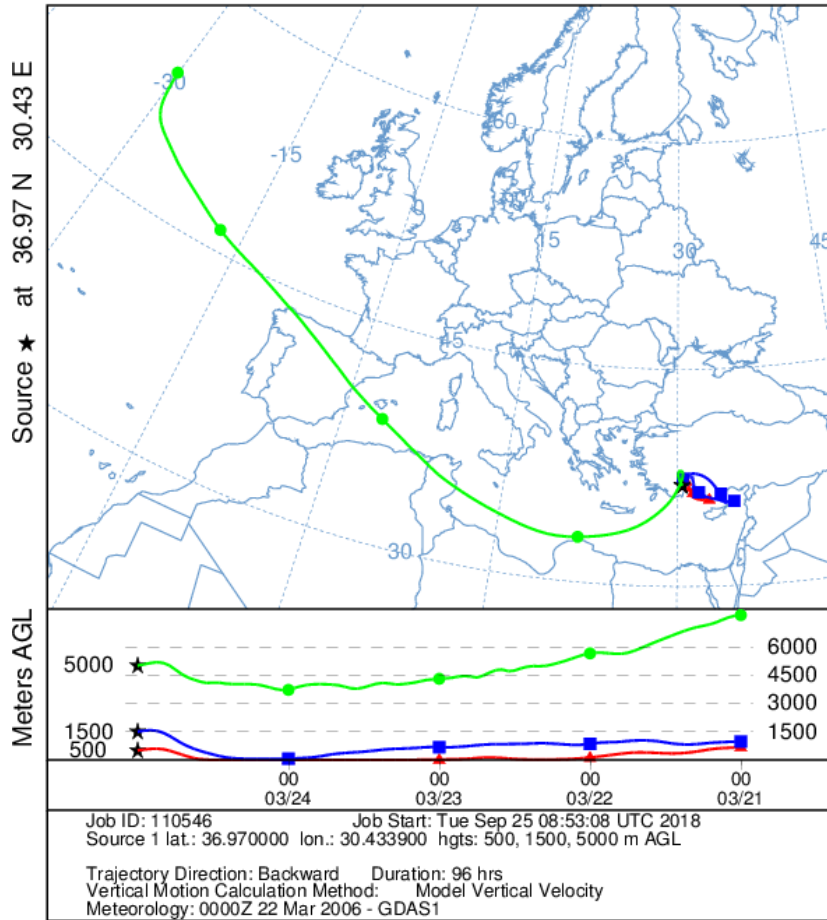 Source ★ at 36.97 N 30.43 E
-30
-15
60
15
30
45
45
30
Meters AGL
5000
1500
500
6000
4500
3000
1500
00 00 00 00
03/24 03/23 03/22 03/21
Job ID: 110546 Job Start: Tue Sep 25 08:53:08 UTC 2018
Source 1 lat.: 36.970000 lon.: 30.433900 hgts: 500, 1500, 5000 m AGL
Trajectory Direction: Backward Duration: 96 hrs
Vertical Motion Calculation Method: Model Vertical Velocity
Meteorology: 0000Z 22 Mar 2006 - GDAS1